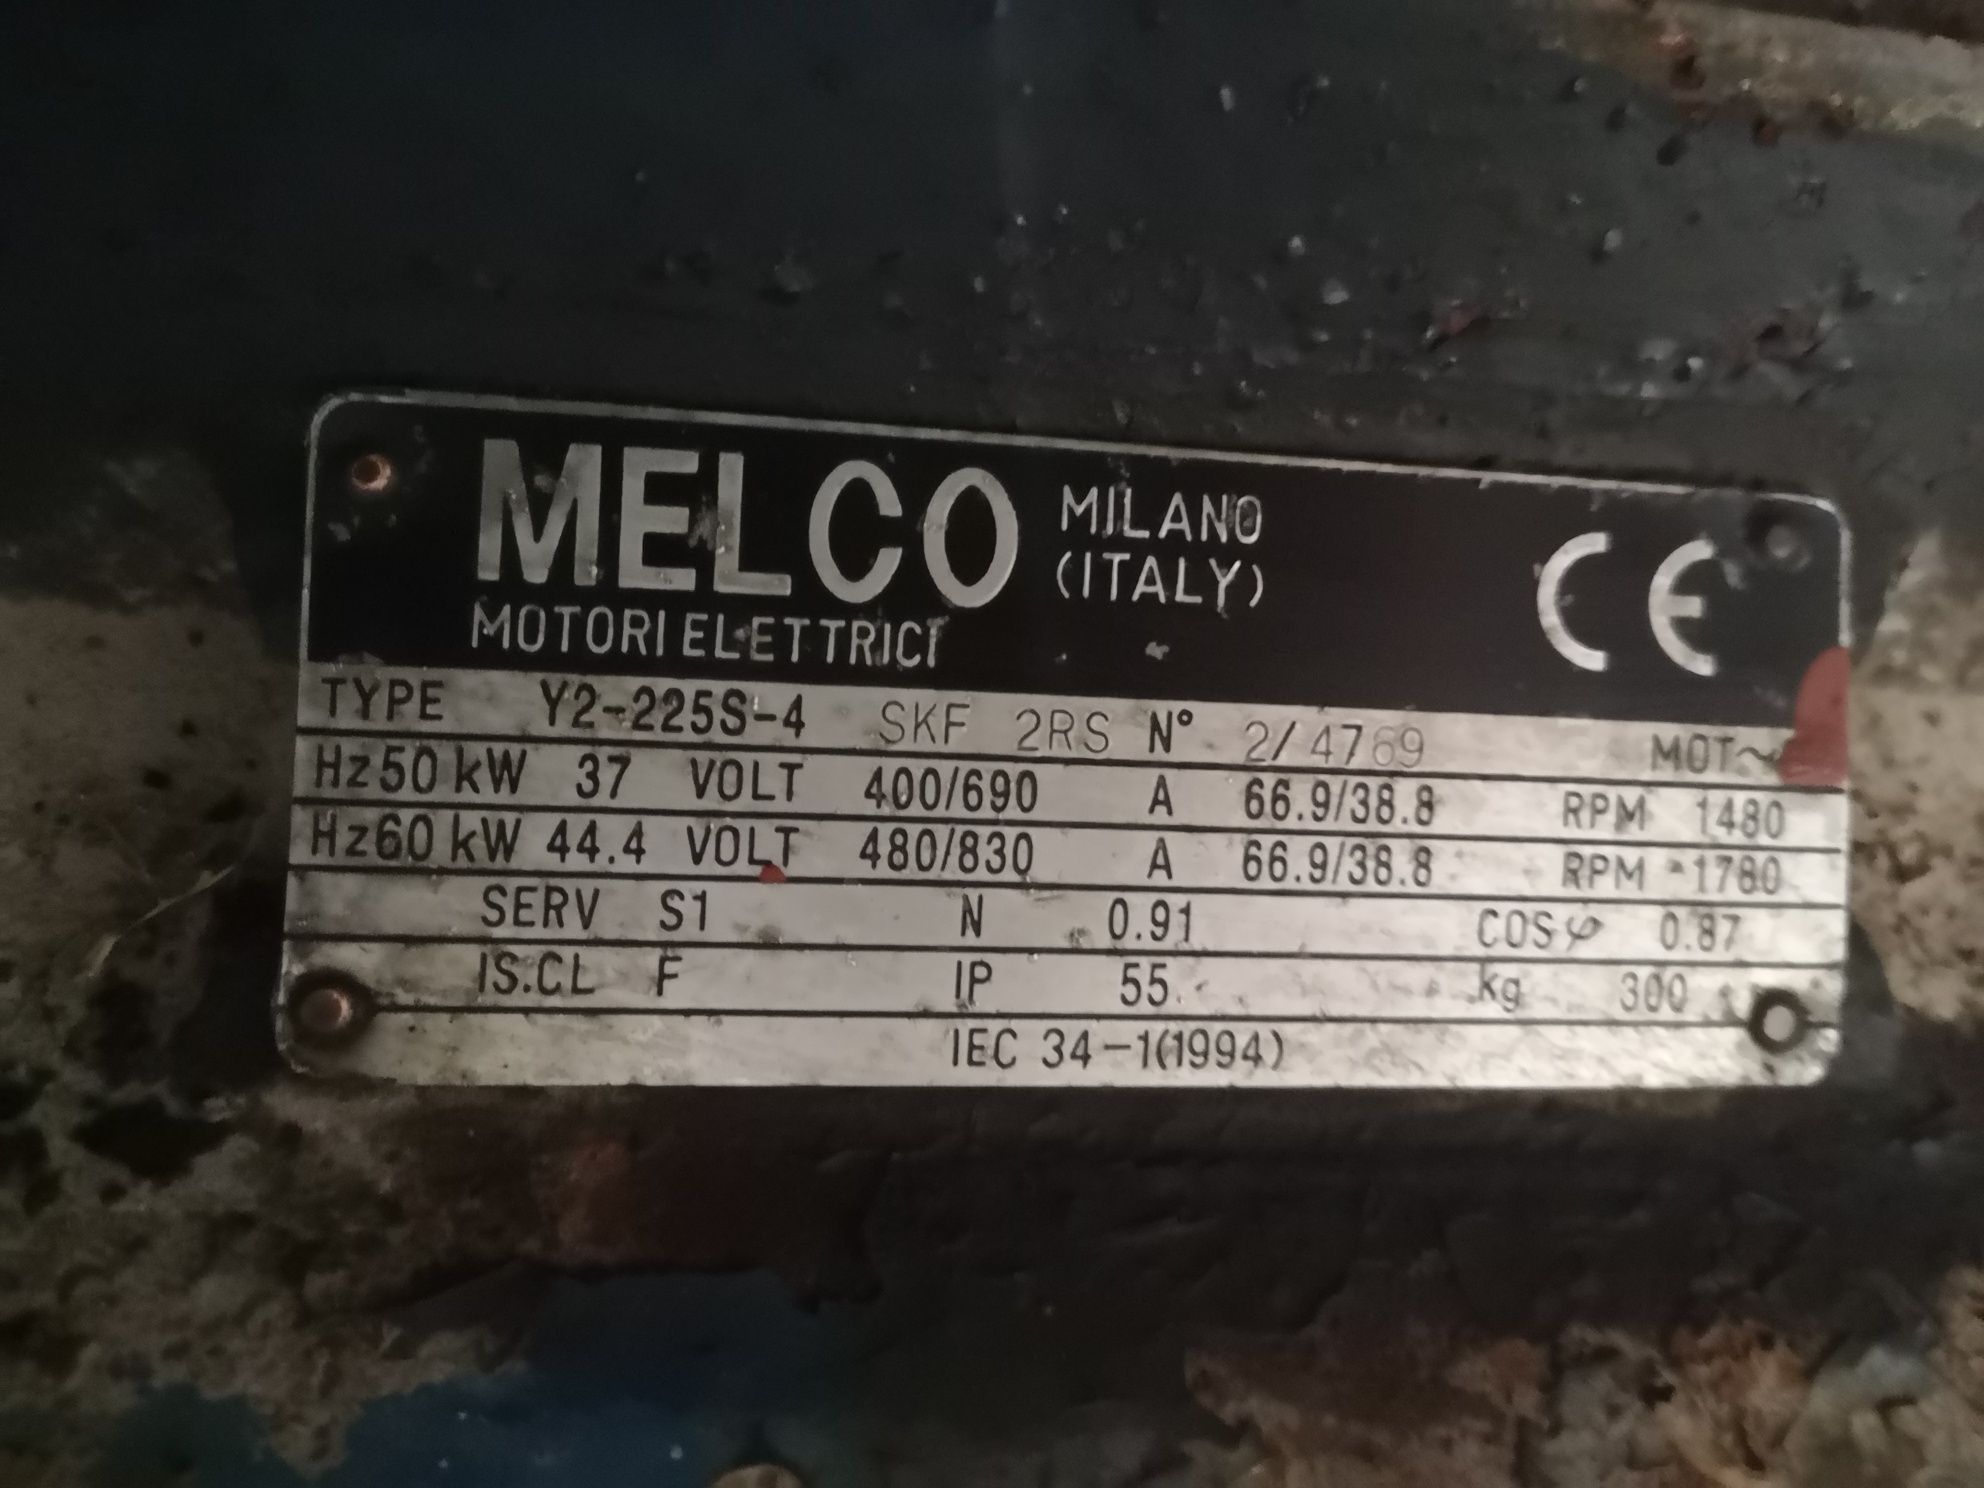 MELCO
MILANO
(ITALY)
CE
MOTORI ELETTRICI
TYPE Y2-225S-4 SKF 2RS N° 2/4769 MOT~
Hz50 kW 37 VOLT 400/690 A 66.9/38.8 RPM 1480
Hz60 kW 44.4 VOLT 480/830 A 66.9/38.8 RPM 1780
SERV S1 N 0.91 COSφ 0.87
IS.CL F IP 55 kg 300
IEC 34-1(1994)